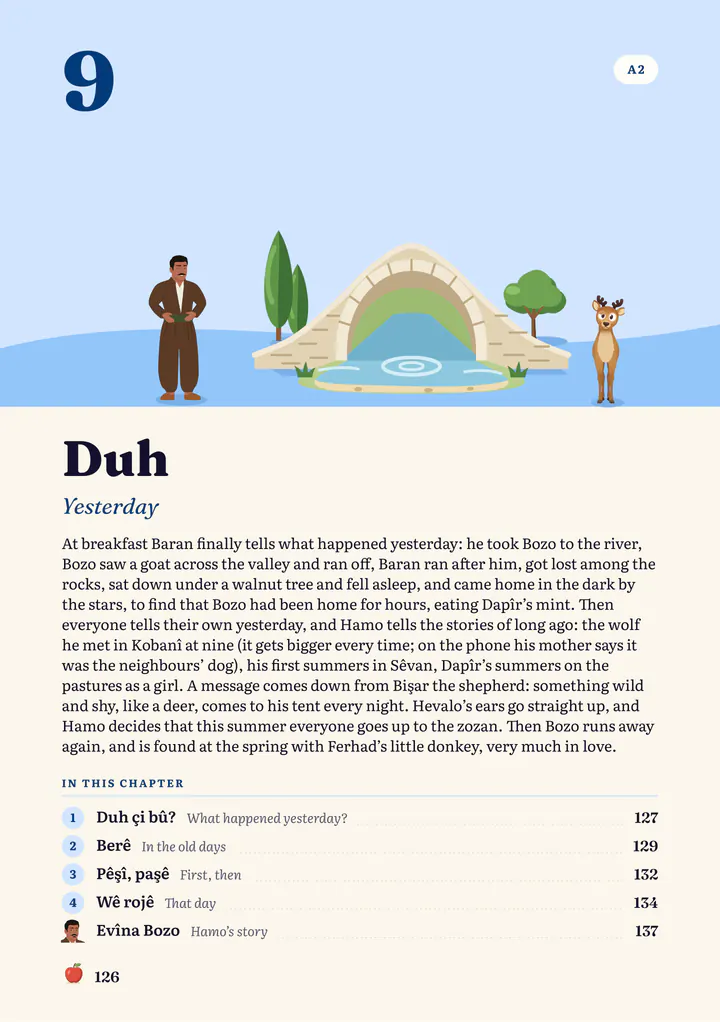 9
A2
Duh
Yesterday
At breakfast Baran finally tells what happened yesterday: he took Bozo to the river,
Bozo saw a goat across the valley and ran off, Baran ran after him, got lost among the
rocks, sat down under a walnut tree and fell asleep, and came home in the dark by
the stars, to find that Bozo had been home for hours, eating Dapîr’s mint. Then
everyone tells their own yesterday, and Hamo tells the stories of long ago: the wolf
he met in Kobanî at nine (it gets bigger every time; on the phone his mother says it
was the neighbours’ dog), his first summers in Sêvan, Dapîr’s summers on the
pastures as a girl. A message comes down from Bişar the shepherd: something wild
and shy, like a deer, comes to his tent every night. Hevalo’s ears go straight up, and
Hamo decides that this summer everyone goes up to the zozan. Then Bozo runs away
again, and is found at the spring with Ferhad’s little donkey, very much in love.
IN THIS CHAPTER
1 Duh çi bû? What happened yesterday? 127
2 Berê In the old days 129
3 Pêşî, paşê First, then 132
4 Wê rojê That day 134
Evîna Bozo Hamo’s story 137
126